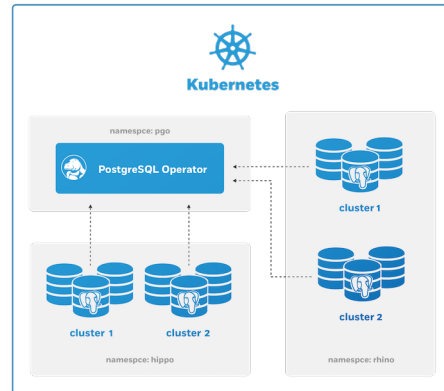 Kubernetes
namespce: pgo
PostgreSQL Operator
cluster 1
cluster 2
cluster 1
cluster 2
namespce: hippo
namespce: rhino